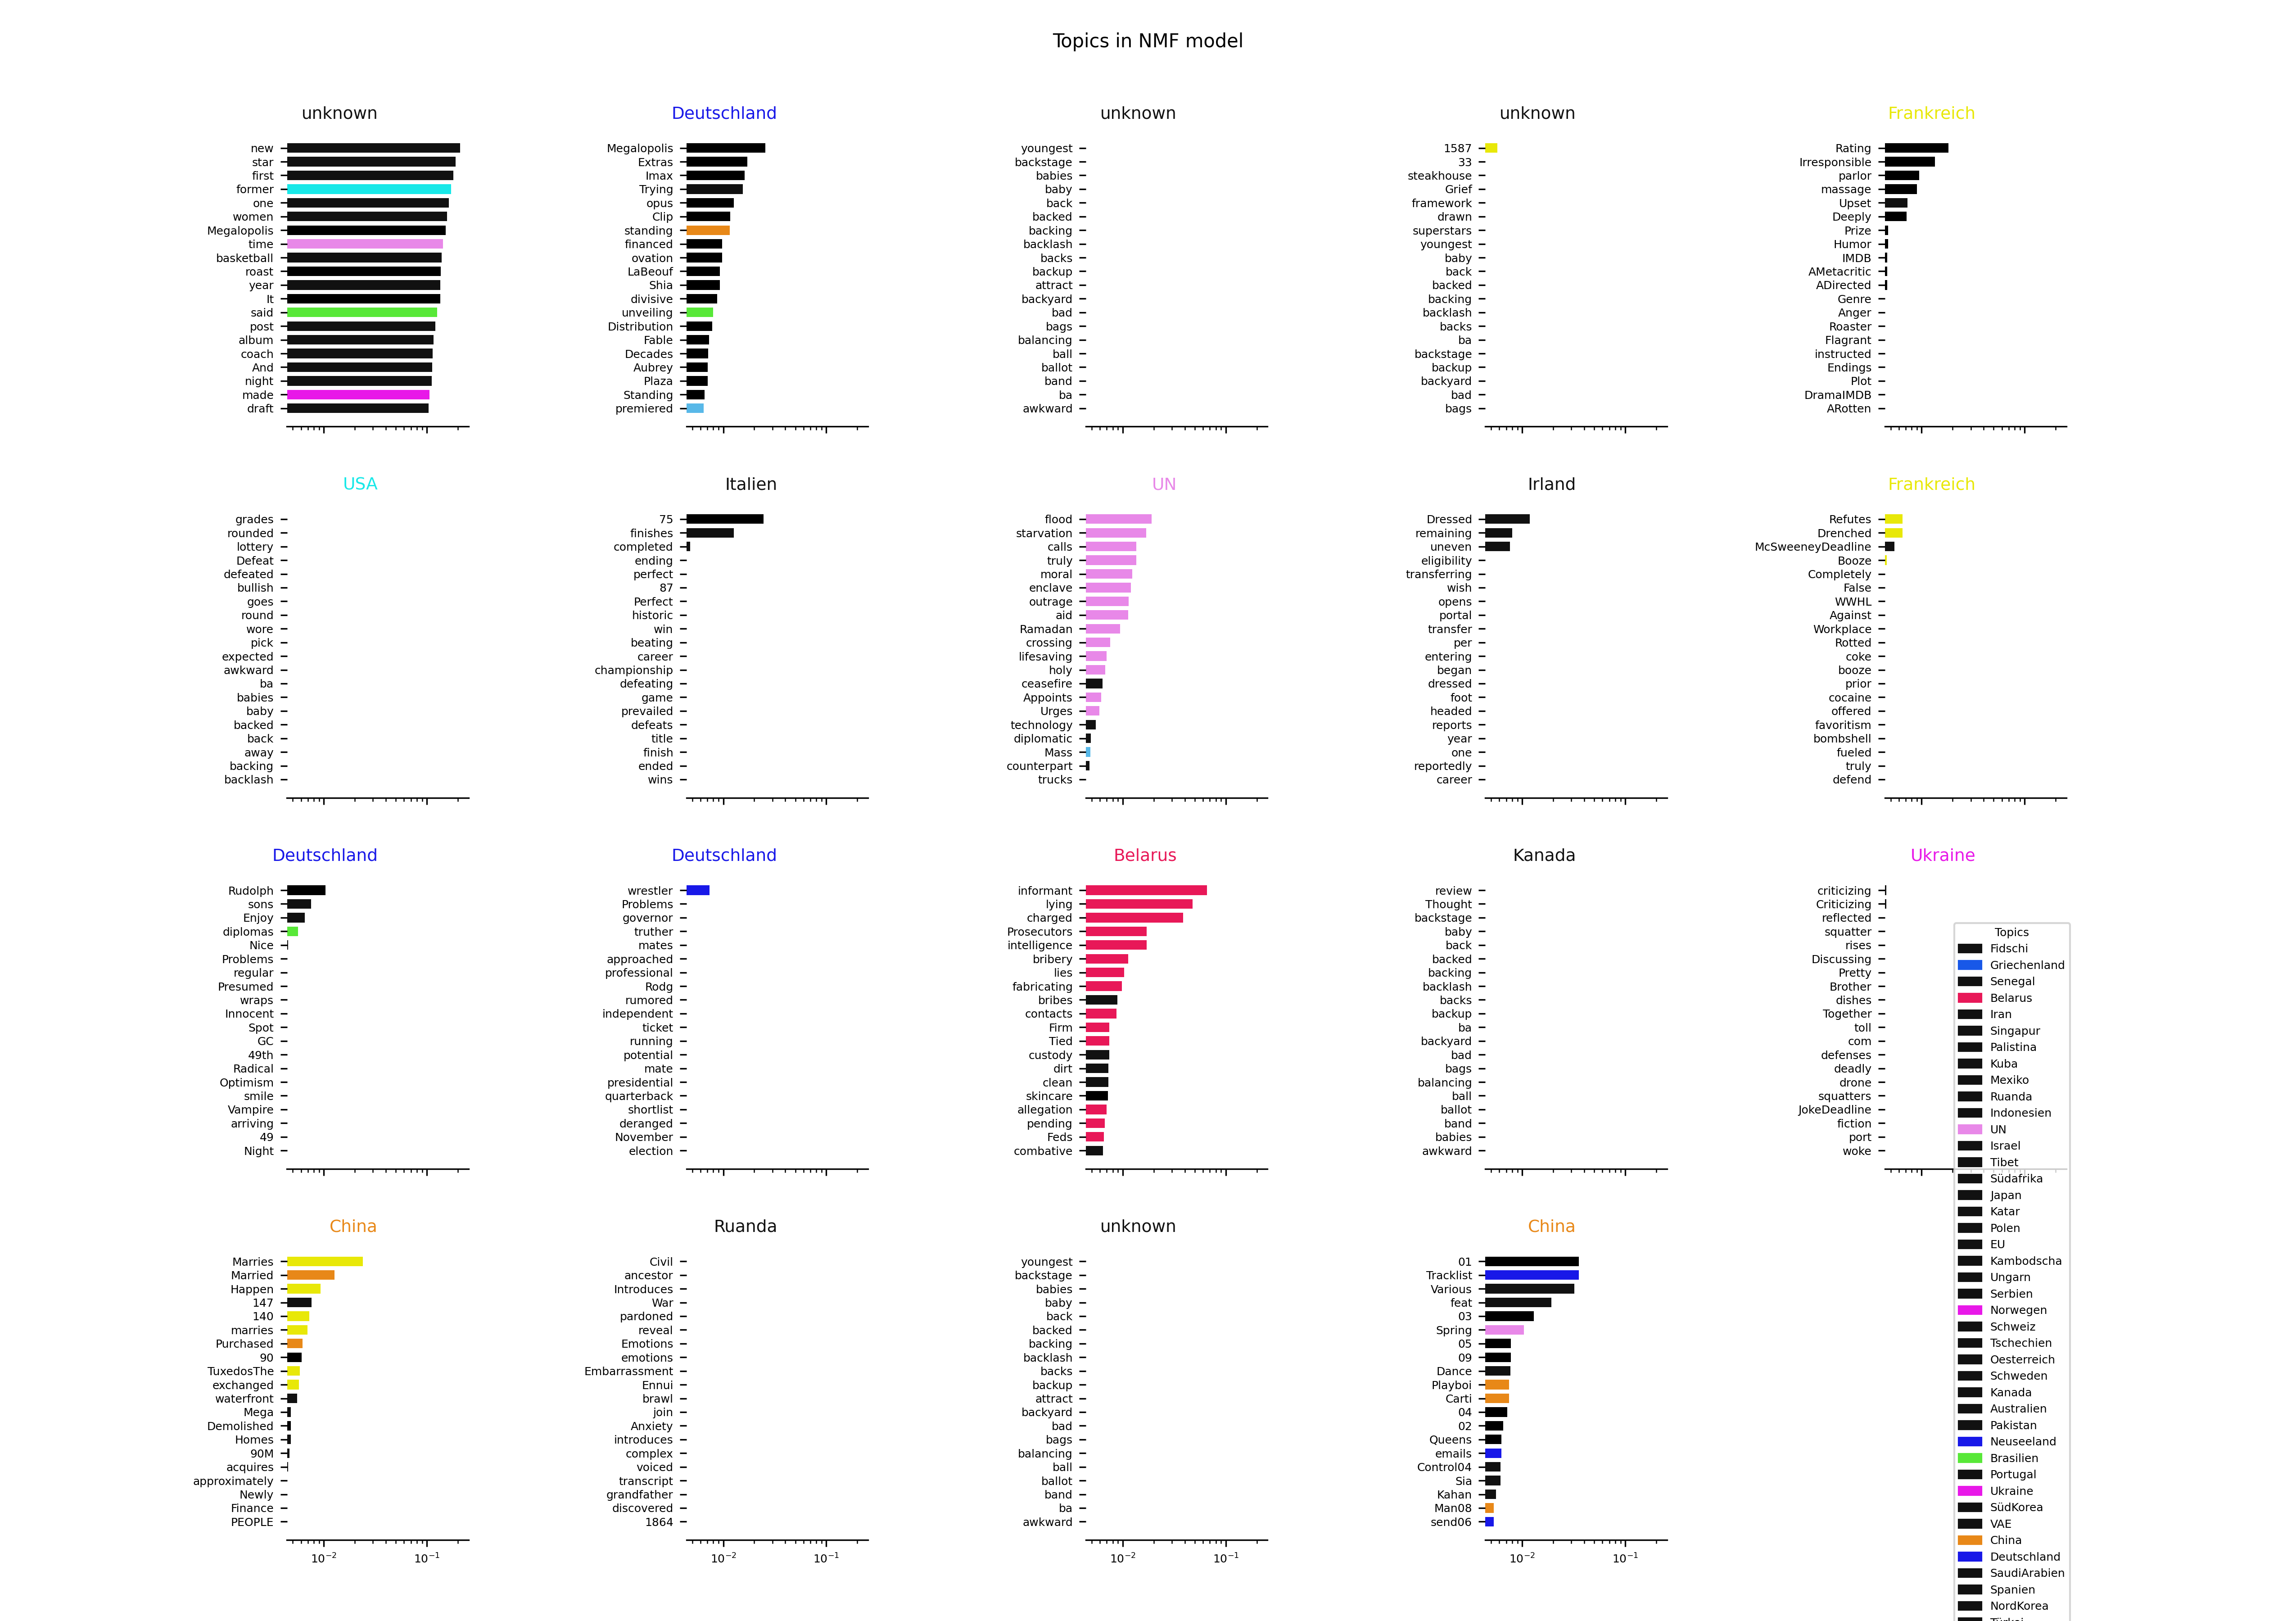 Topics in NMF model
unknown
new
star
first
former
one
women
Megalopolis
time
basketball
roast
year
It
said
post
album
coach
And
night
made
draft
Deutschland
Megalopolis
Extras
Imax
Trying
opus
Clip
standing
financed
ovation
LaBeouf
Shia
divisive
unveiling
Distribution
Fable
Decades
Aubrey
Plaza
Standing
premiered
unknown
youngest
backstage
babies
baby
back
backed
backing
backlash
backs
backup
attract
backyard
bad
bags
balancing
ball
ballot
band
ba
awkward
unknown
1587
33
steakhouse
Grief
framework
drawn
superstars
youngest
baby
back
backed
backing
backlash
backs
ba
backstage
backup
backyard
bad
bags
Frankreich
Rating
Irresponsible
parlor
massage
Upset
Deeply
Prize
Humor
IMDB
AMetacritic
ADirected
Genre
Anger
Roaster
Flagrant
instructed
Endings
Plot
DramaIMDB
ARotten
USA
grades
rounded
lottery
Defeat
defeated
bullish
goes
round
wore
pick
expected
awkward
ba
babies
baby
backed
back
away
backing
backlash
Italien
75
finishes
completed
ending
perfect
87
Perfect
historic
win
beating
career
championship
defeating
game
prevailed
defeats
title
finish
ended
wins
UN
flood
starvation
calls
truly
moral
enclave
outrage
aid
Ramadan
crossing
lifesaving
holy
ceasefire
Appoints
Urges
technology
diplomatic
Mass
counterpart
trucks
Irland
Dressed
remaining
uneven
eligibility
transferring
wish
opens
portal
transfer
per
entering
began
dressed
foot
headed
reports
year
one
reportedly
career
Frankreich
Refutes
Drenched
McSweeneyDeadline
Booze
Completely
False
WWHL
Against
Workplace
Rotted
coke
booze
prior
cocaine
offered
favoritism
bombshell
fueled
truly
defend
Deutschland
Rudolph
sons
Enjoy
diplomas
Nice
Problems
regular
Presumed
wraps
Innocent
Spot
GC
49th
Radical
Optimism
smile
Vampire
arriving
49
Night
Deutschland
wrestler
Problems
governor
truther
mates
approached
professional
Rodg
rumored
independent
ticket
running
potential
mate
presidential
quarterback
shortlist
deranged
November
election
Belarus
informant
lying
charged
Prosecutors
intelligence
bribery
lies
fabricating
bribes
contacts
Firm
Tied
custody
dirt
clean
skincare
allegation
pending
Feds
combative
Kanada
review
Thought
backstage
baby
back
backed
backing
backlash
backs
backup
ba
backyard
bad
bags
balancing
ball
ballot
band
babies
awkward
Ukraine
criticizing
Criticizing
reflected
squatter
rises
Discussing
Pretty
Brother
dishes
Together
toll
com
defenses
deadly
drone
squatters
JokeDeadline
fiction
port
woke
China
Marries
Married
Happen
147
140
marries
Purchased
90
TuxedosThe
exchanged
waterfront
Mega
Demolished
Homes
90M
acquires
approximately
Newly
Finance
PEOPLE
10⁻² 10⁻¹
Ruanda
Civil
ancestor
Introduces
War
pardoned
reveal
Emotions
emotions
Embarrassment
Ennui
brawl
join
Anxiety
introduces
complex
voiced
transcript
grandfather
discovered
1864
10⁻² 10⁻¹
unknown
youngest
backstage
babies
baby
back
backed
backing
backlash
backs
backup
attract
backyard
bad
bags
balancing
ball
ballot
band
ba
awkward
10⁻² 10⁻¹
China
01
Tracklist
Various
feat
03
Spring
05
09
Dance
Playboi
Carti
04
02
Queens
emails
Control04
Sia
Kahan
Man08
send06
10⁻² 10⁻¹
Topics
Fidschi
Griechenland
Senegal
Belarus
Iran
Singapur
Palistina
Kuba
Mexiko
Ruanda
Indonesien
UN
Israel
Tibet
Südafrika
Japan
Katar
Polen
EU
Kambodscha
Ungarn
Serbien
Norwegen
Schweiz
Tschechien
Oesterreich
Schweden
Kanada
Australien
Pakistan
Neuseeland
Brasilien
Portugal
Ukraine
SüdKorea
VAE
China
Deutschland
SaudiArabien
Spanien
NordKorea